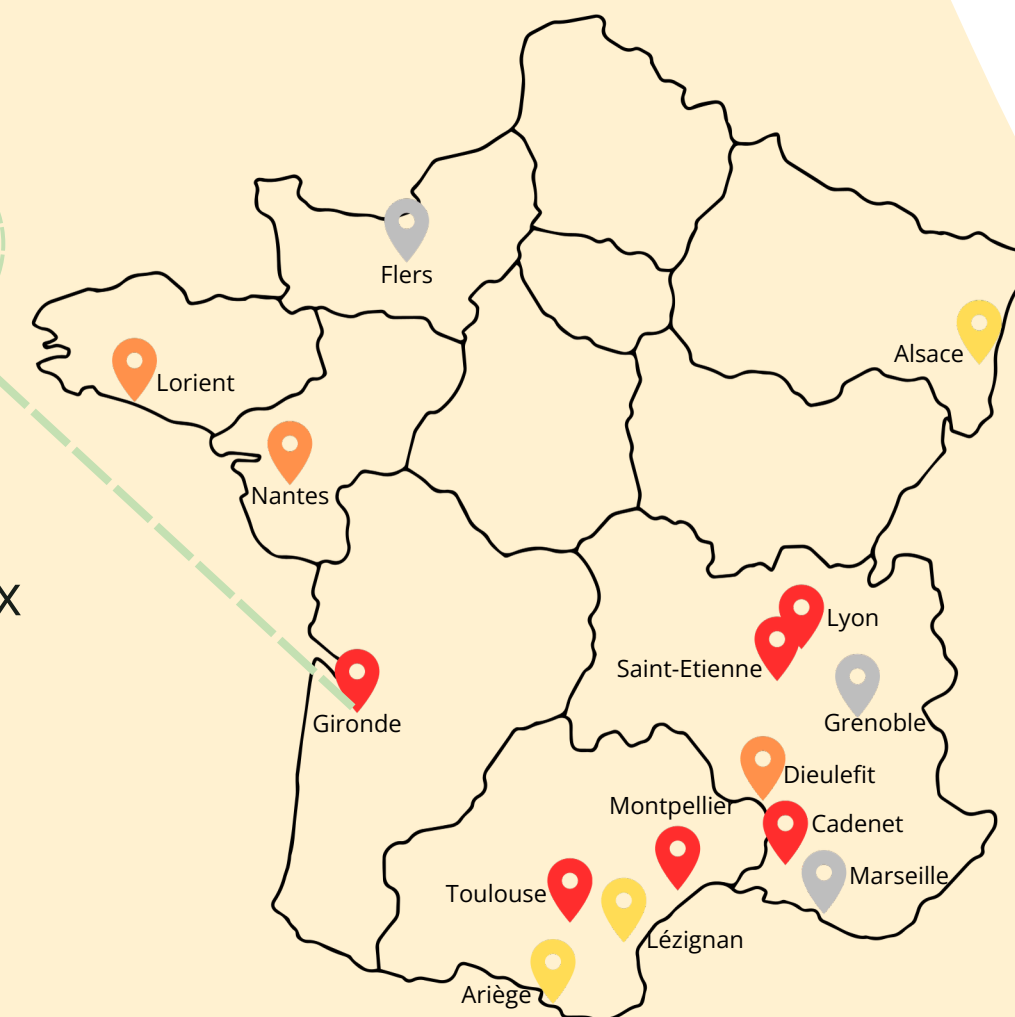 Flers
Alsace
Lorient
Nantes
x
Lyon
Saint-Etienne
Gironde
Grenoble
Dieulefit
Montpellier
Cadenet
Marseille
Toulouse
Lézignan
Ariège